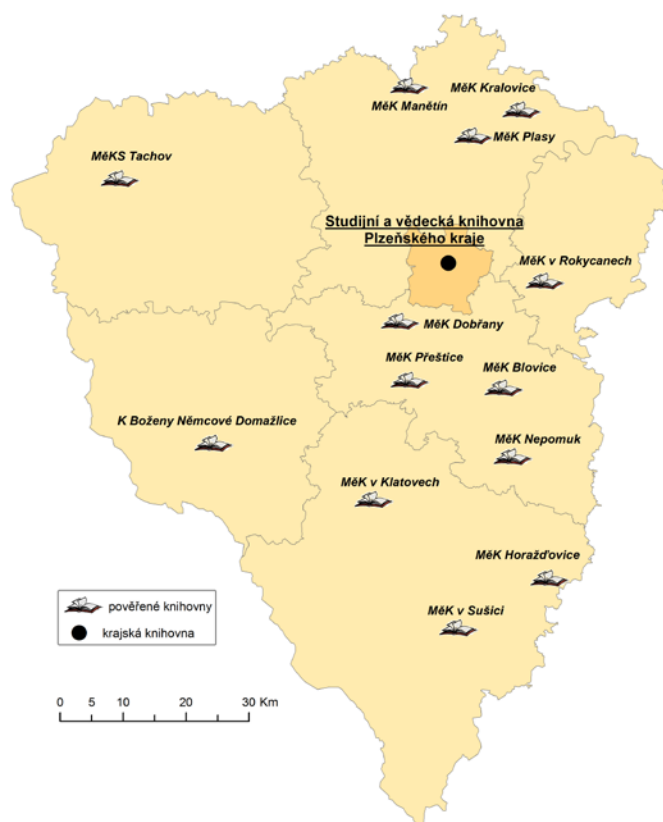 MěK Manětín
MěK Kralovice
MěK Plasy
MěKS Tachov
Studijní a vědecká knihovna
Plzeňského kraje
MěK v Rokycanech
MěK Dobřany
MěK Přeštice
MěK Blovice
K Boženy Němcové Domažlice
MěK Nepomuk
MěK v Klatovech
MěK Horažďovice
MěK v Sušici
pověřené knihovny
krajská knihovna
0 5 10 20 30 Km